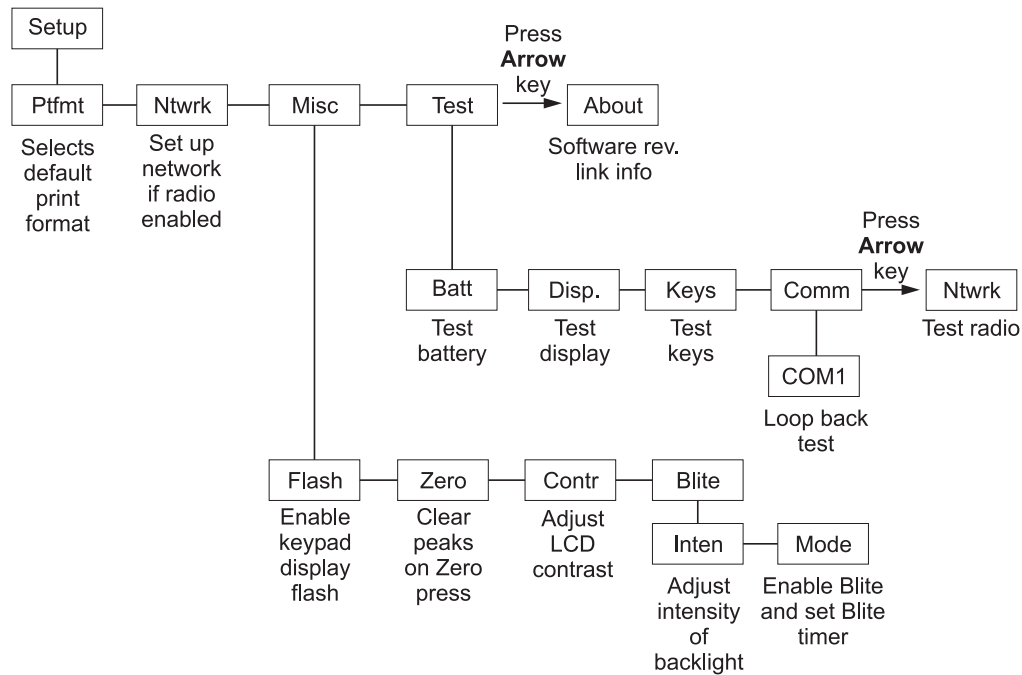 Setup
Press
Arrow
key
Ptfmt
Ntwrk
Misc
Test
About
Selects
default
print
format
Set up
network
if radio
enabled
Software rev.
link info
Press
Arrow
key
Batt
Disp.
Keys
Comm
Ntwrk
Test
battery
Test
display
Test
keys
Test radio
COM1
Loop back
test
Flash
Zero
Contr
Blite
Enable
keypad
display
flash
Clear
peaks
on Zero
press
Adjust
LCD
contrast
Inten
Mode
Adjust
intensity
of
backlight
Enable Blite
and set Blite
timer